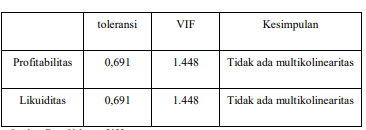 toleransi VIF Kesimpulan
Profitabilitas 0,691 1.448 Tidak ada multikolinearitas
Likuiditas 0,691 1.448 Tidak ada multikolinearitas